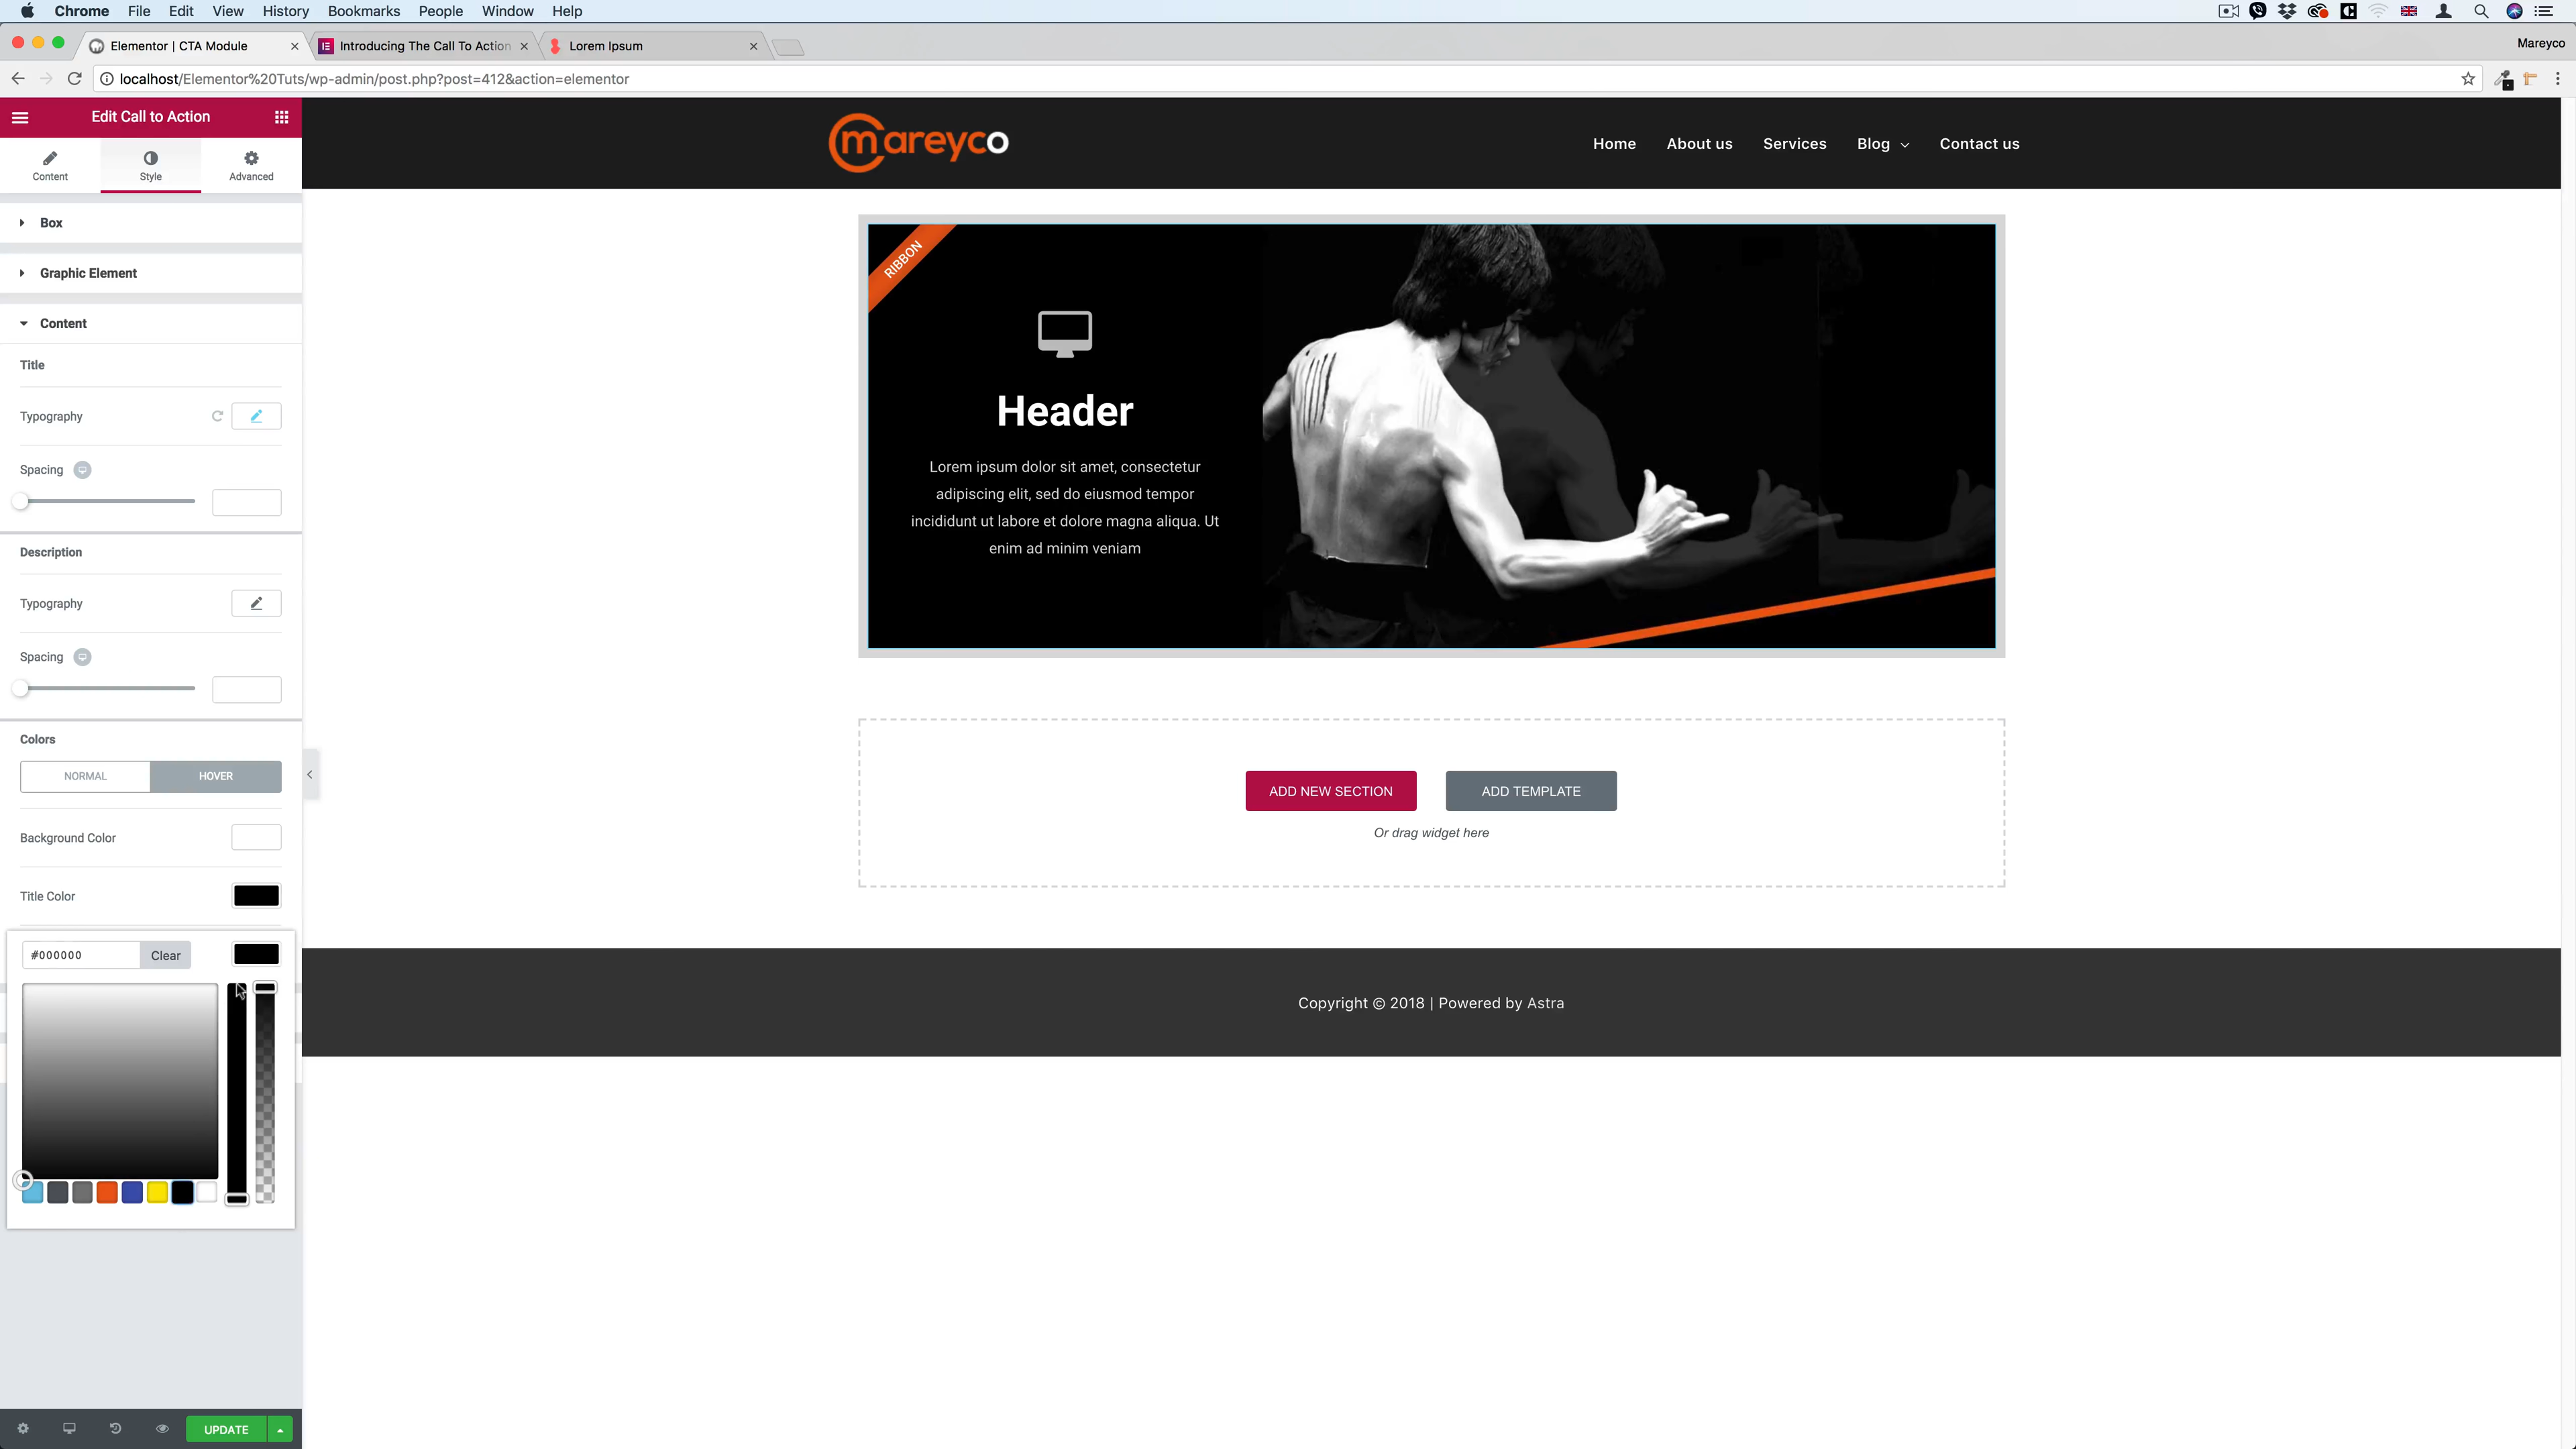 Chrome File Edit View History Bookmarks People Window Help
Elementor | CTA Module
Introducing The Call To Action
Lorem Ipsum
Mareyco
localhost/Elementor%20Tuts/wp-admin/post.php?post=412&action=elementor
Edit Call to Action
Content
Style
Advanced
Box
Graphic Element
Content
Title
Typography
Spacing
Description
Typography
Spacing
Colors
NORMAL
HOVER
Background Color
Title Color
#000000
Clear
UPDATE
mareyco
Home
About us
Services
Blog
Contact us
RIBBON
Header
Lorem ipsum dolor sit amet, consectetur
adipiscing elit, sed do eiusmod tempor
incididunt ut labore et dolore magna aliqua. Ut
enim ad minim veniam
ADD NEW SECTION
ADD TEMPLATE
Or drag widget here
Copyright © 2018 | Powered by Astra